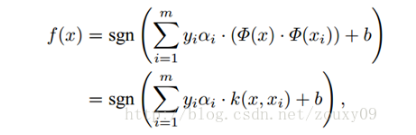 f(x) = sgn ( ∑_{i=1}^{m} y_i α_i · (Φ(x) · Φ(x_i)) + b )
= sgn ( ∑_{i=1}^{m} y_i α_i · k(x, x_i) + b ) ,
http://blog.csdn.net/zouxy09